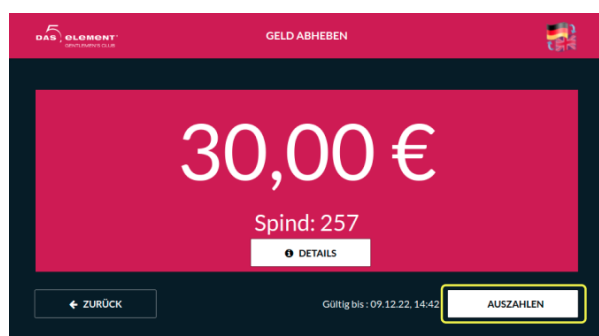 DAS 5 ELEMENT
GENTLEMEN'S CLUB
GELD ABHEBEN
30,00 €
Spind: 257
DETAILS
ZURÜCK
Gültig bis : 09.12.22, 14:42
AUSZAHLEN